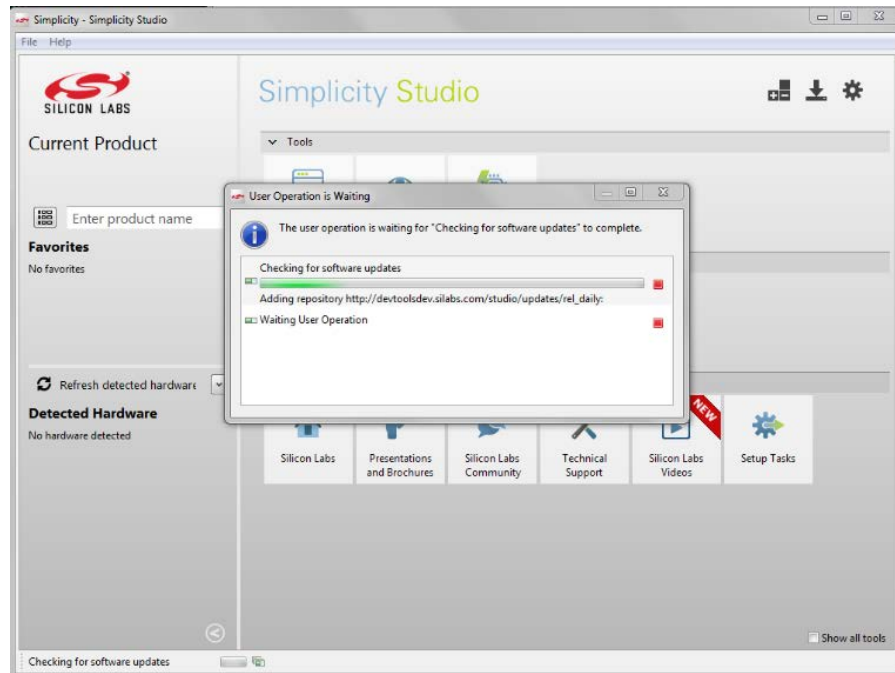 Simplicity - Simplicity Studio
File Help
SILICON LABS
Simplicity Studio
Current Product
Tools
Enter product name
Favorites
No favorites
User Operation is Waiting
The user operation is waiting for "Checking for software updates" to complete.
Checking for software updates
Adding repository http://devtoolsdev.silabs.com/studio/updates/rel_daily:
Waiting User Operation
Refresh detected hardware
Detected Hardware
No hardware detected
NEW
Silicon Labs
Presentations
and Brochures
Silicon Labs
Community
Technical
Support
Silicon Labs
Videos
Setup Tasks
Show all tools
Checking for software updates